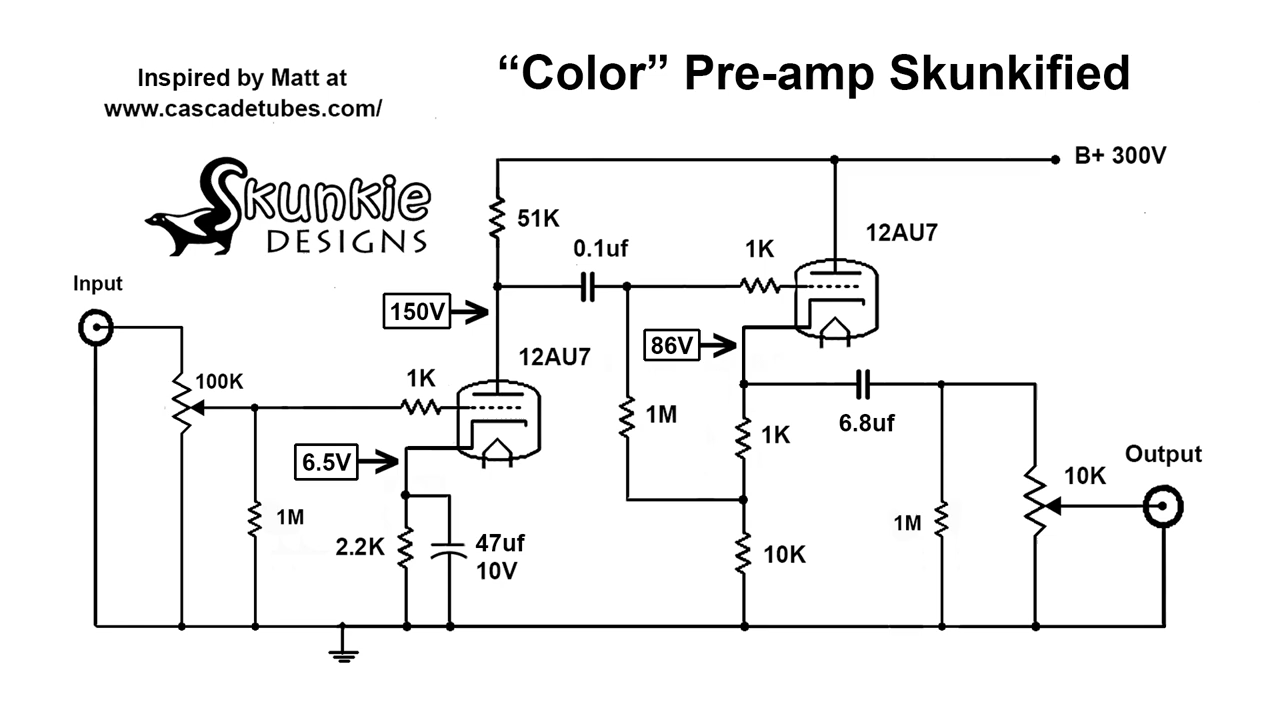 Inspired by Matt at
www.cascadetubes.com/
“Color” Pre-amp Skunkified
Skunkie
DESIGNS
B+ 300V
51K
0.1uf
1K
12AU7
Input
150V
86V
12AU7
100K
1K
1M
1K
6.8uf
6.5V
Output
10K
1M
2.2K
47uf
10V
10K
1M